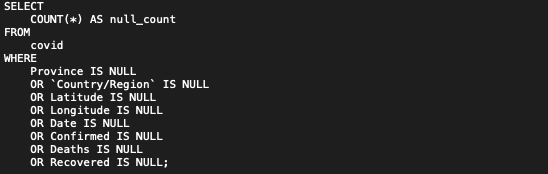 SELECT
    COUNT(*) AS null_count
FROM
    covid
WHERE
    Province IS NULL
    OR `Country/Region` IS NULL
    OR Latitude IS NULL
    OR Longitude IS NULL
    OR Date IS NULL
    OR Confirmed IS NULL
    OR Deaths IS NULL
    OR Recovered IS NULL;